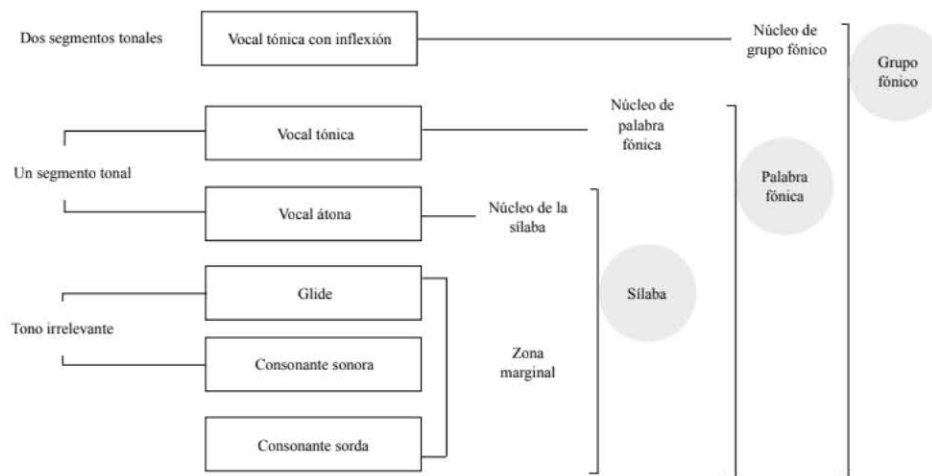 Dos segmentos tonales
Vocal tónica con inflexión
Núcleo de
grupo fónico
Grupo
fónico
Vocal tónica
Núcleo de
palabra
fónica
Un segmento tonal
Palabra
fónica
Vocal átona
Núcleo de la
sílaba
Glide
Sílaba
Tono irrelevante
Consonante sonora
Zona
marginal
Consonante sorda